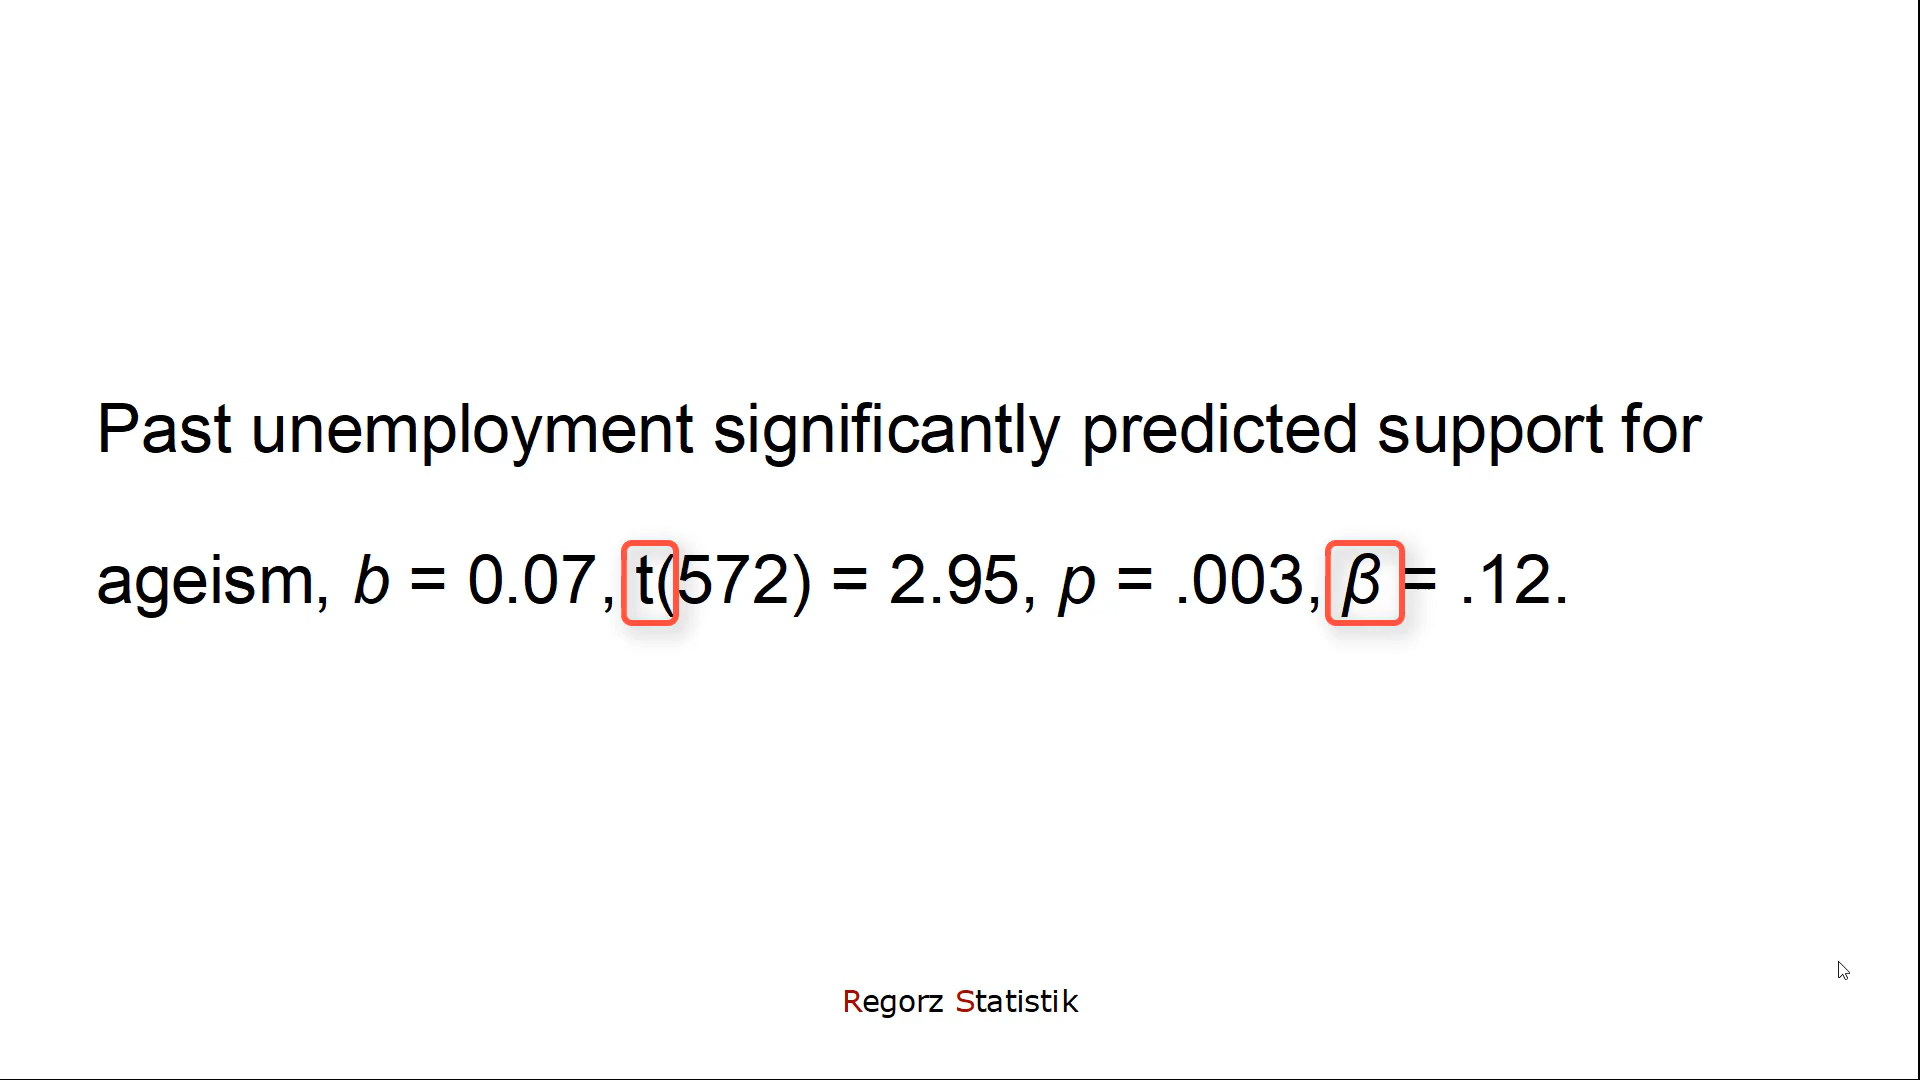 Past unemployment significantly predicted support for
ageism, b = 0.07, t(572) = 2.95, p = .003, β = .12.
Regorz Statistik